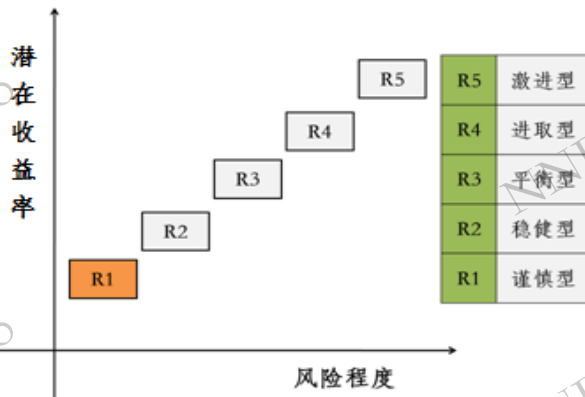 潜在收益率
R5
R4
R3
R2
R1
风险程度
R5 激进型
R4 进取型
R3 平衡型
R2 稳健型
R1 谨慎型